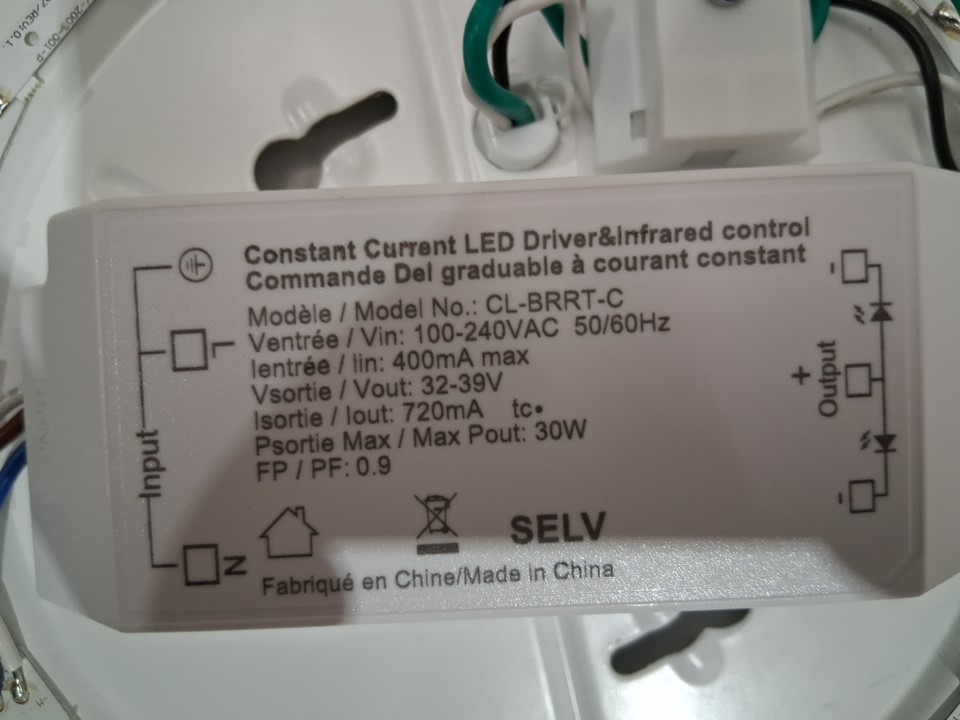 Constant Current LED Driver&Infrared control
Commande Del graduable à courant constant
Modèle / Model No.: CL-BRRT-C
Ventrée / Vin: 100-240VAC 50/60Hz
Ientrée / Iin: 400mA max
Vsortie / Vout: 32-39V
Isortie / Iout: 720mA tc•
Psortie Max / Max Pout: 30W
FP / PF: 0.9
SELV
Fabriqué en Chine/Made in China
Input
L
N
-
+
Output
-